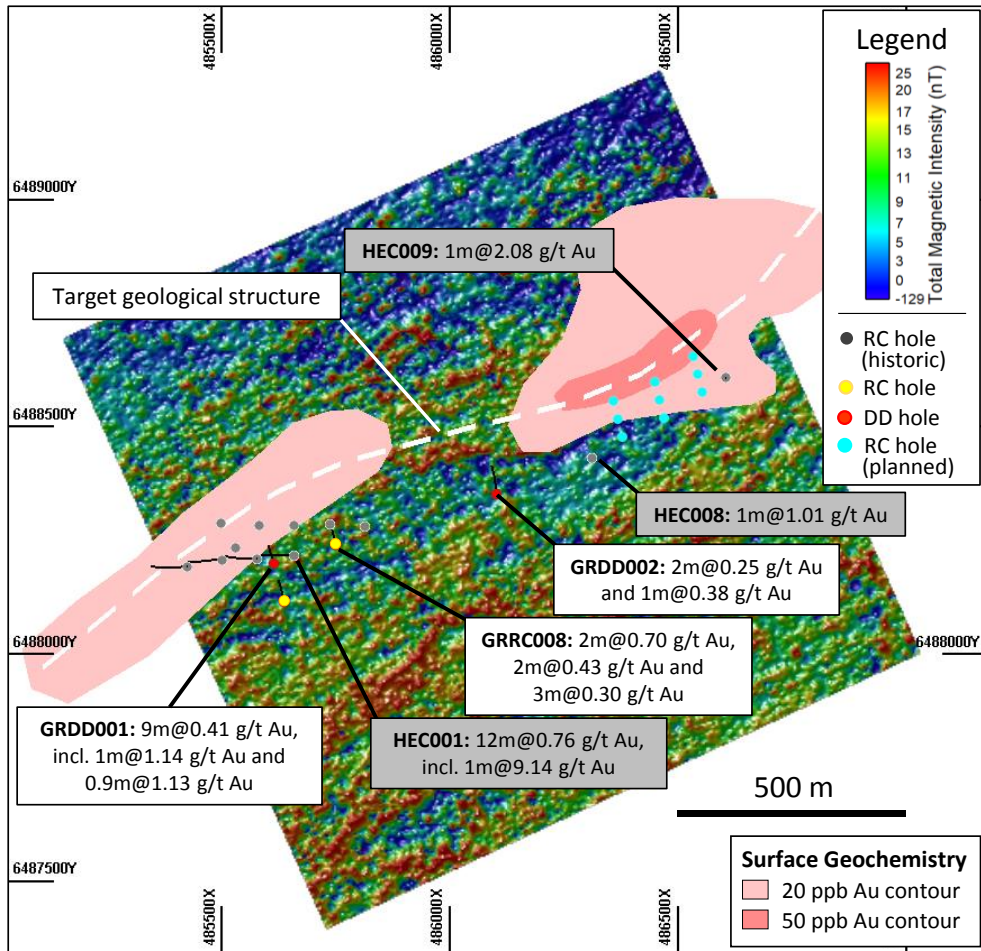 485500X
486000X
486500X
Legend
25
20
17
15
13
11
9
7
5
3
0
-129
Total Magnetic Intensity (nT)
RC hole
(historic)
RC hole
DD hole
RC hole
(planned)
6489000Y
HEC009: 1m@2.08 g/t Au
Target geological structure
6488500Y
HEC008: 1m@1.01 g/t Au
GRDD002: 2m@0.25 g/t Au
and 1m@0.38 g/t Au
6488000Y
6488000Y
GRRC008: 2m@0.70 g/t Au,
2m@0.43 g/t Au and
3m@0.30 g/t Au
GRDD001: 9m@0.41 g/t Au,
incl. 1m@1.14 g/t Au and
0.9m@1.13 g/t Au
HEC001: 12m@0.76 g/t Au,
incl. 1m@9.14 g/t Au
500 m
6487500Y
Surface Geochemistry
20 ppb Au contour
50 ppb Au contour
485500X
486000X
486500X